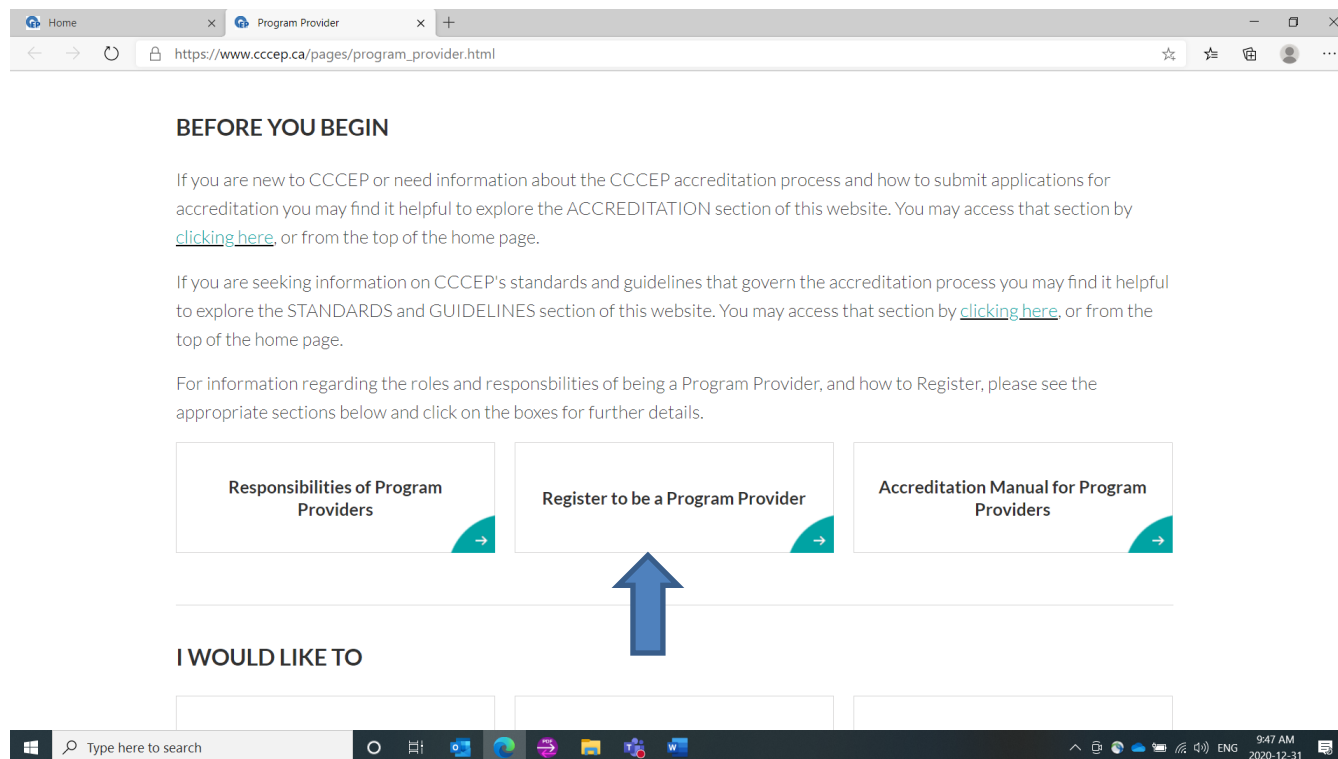 Home
Program Provider
https://www.cccep.ca/pages/program_provider.html
BEFORE YOU BEGIN
If you are new to CCCEP or need information about the CCCEP accreditation process and how to submit applications for
accreditation you may find it helpful to explore the ACCREDITATION section of this website. You may access that section by
clicking here, or from the top of the home page.
If you are seeking information on CCCEP's standards and guidelines that govern the accreditation process you may find it helpful
to explore the STANDARDS and GUIDELINES section of this website. You may access that section by clicking here, or from the
top of the home page.
For information regarding the roles and responsbilities of being a Program Provider, and how to Register, please see the
appropriate sections below and click on the boxes for further details.
Responsibilities of Program
Providers
Register to be a Program Provider
Accreditation Manual for Program
Providers
I WOULD LIKE TO
Type here to search
ENG
9:47 AM
2020-12-31